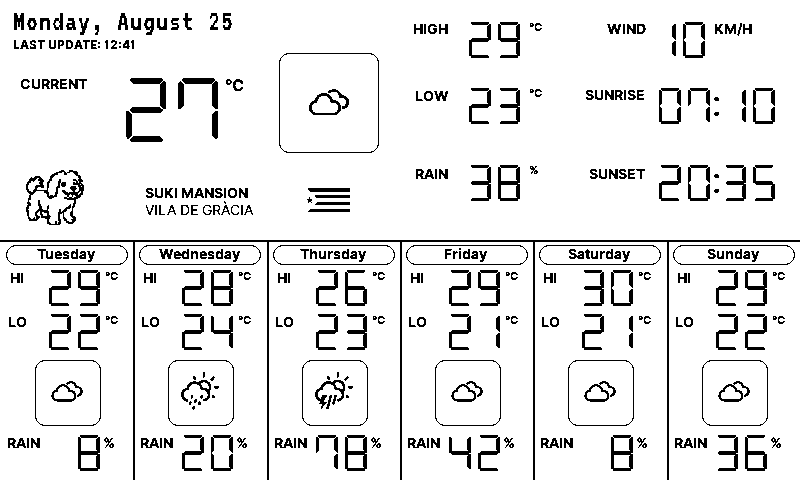 Monday, August 25
LAST UPDATE: 12:41
CURRENT 27 °C
HIGH 29 °C
LOW 23 °C
RAIN 38 %
WIND 10 KM/H
SUNRISE 07:10
SUNSET 20:35
SUKI MANSION
VILA DE GRÀCIA
Tuesday
HI 29 °C
LO 22 °C
RAIN 8 %
Wednesday
HI 28 °C
LO 24 °C
RAIN 20 %
Thursday
HI 26 °C
LO 23 °C
RAIN 78 %
Friday
HI 29 °C
LO 21 °C
RAIN 42 %
Saturday
HI 30 °C
LO 21 °C
RAIN 8 %
Sunday
HI 29 °C
LO 22 °C
RAIN 36 %